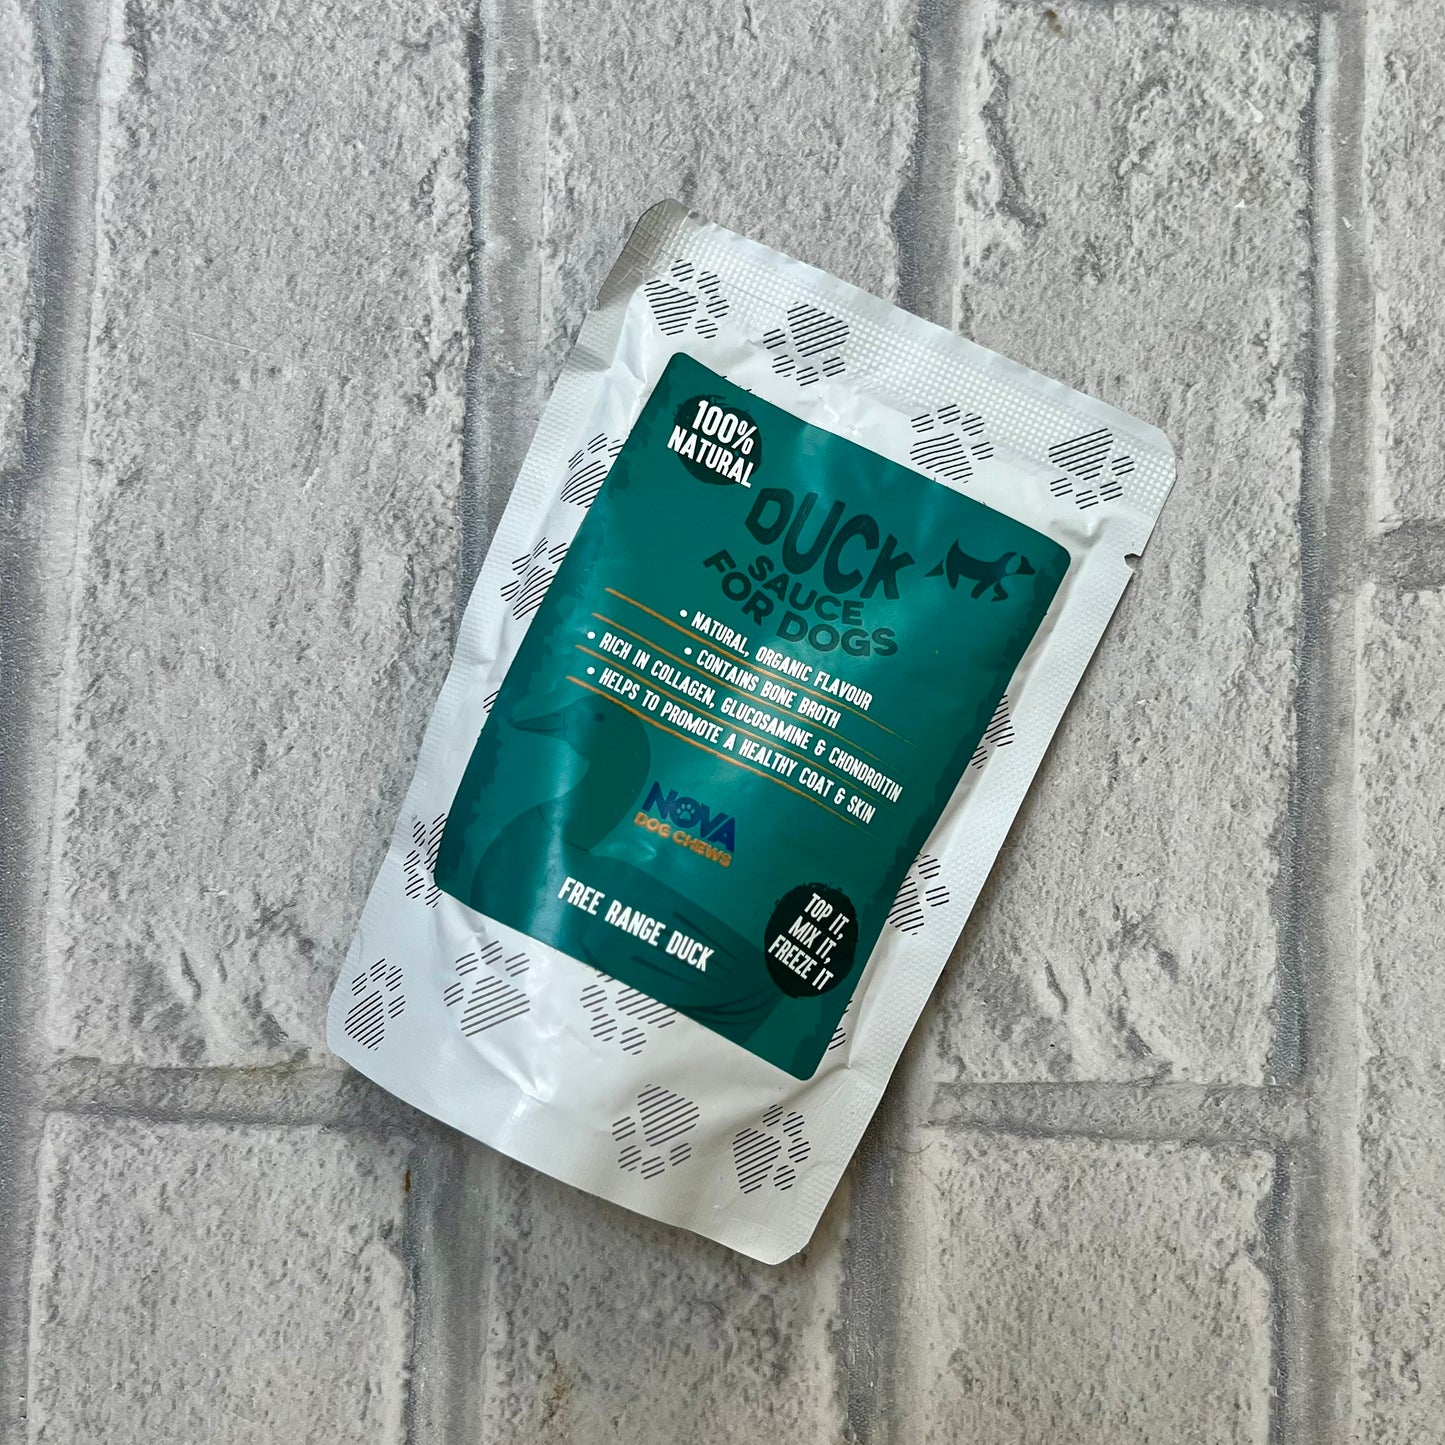 100%
NATURAL
DUCK
SAUCE
FOR DOGS
• NATURAL, ORGANIC FLAVOUR
• CONTAINS BONE BROTH
• RICH IN COLLAGEN, GLUCOSAMINE & CHONDROITIN
• HELPS TO PROMOTE A HEALTHY COAT & SKIN
NOVA
DOG CHEWS
FREE RANGE DUCK
TOP IT,
MIX IT,
FREEZE IT